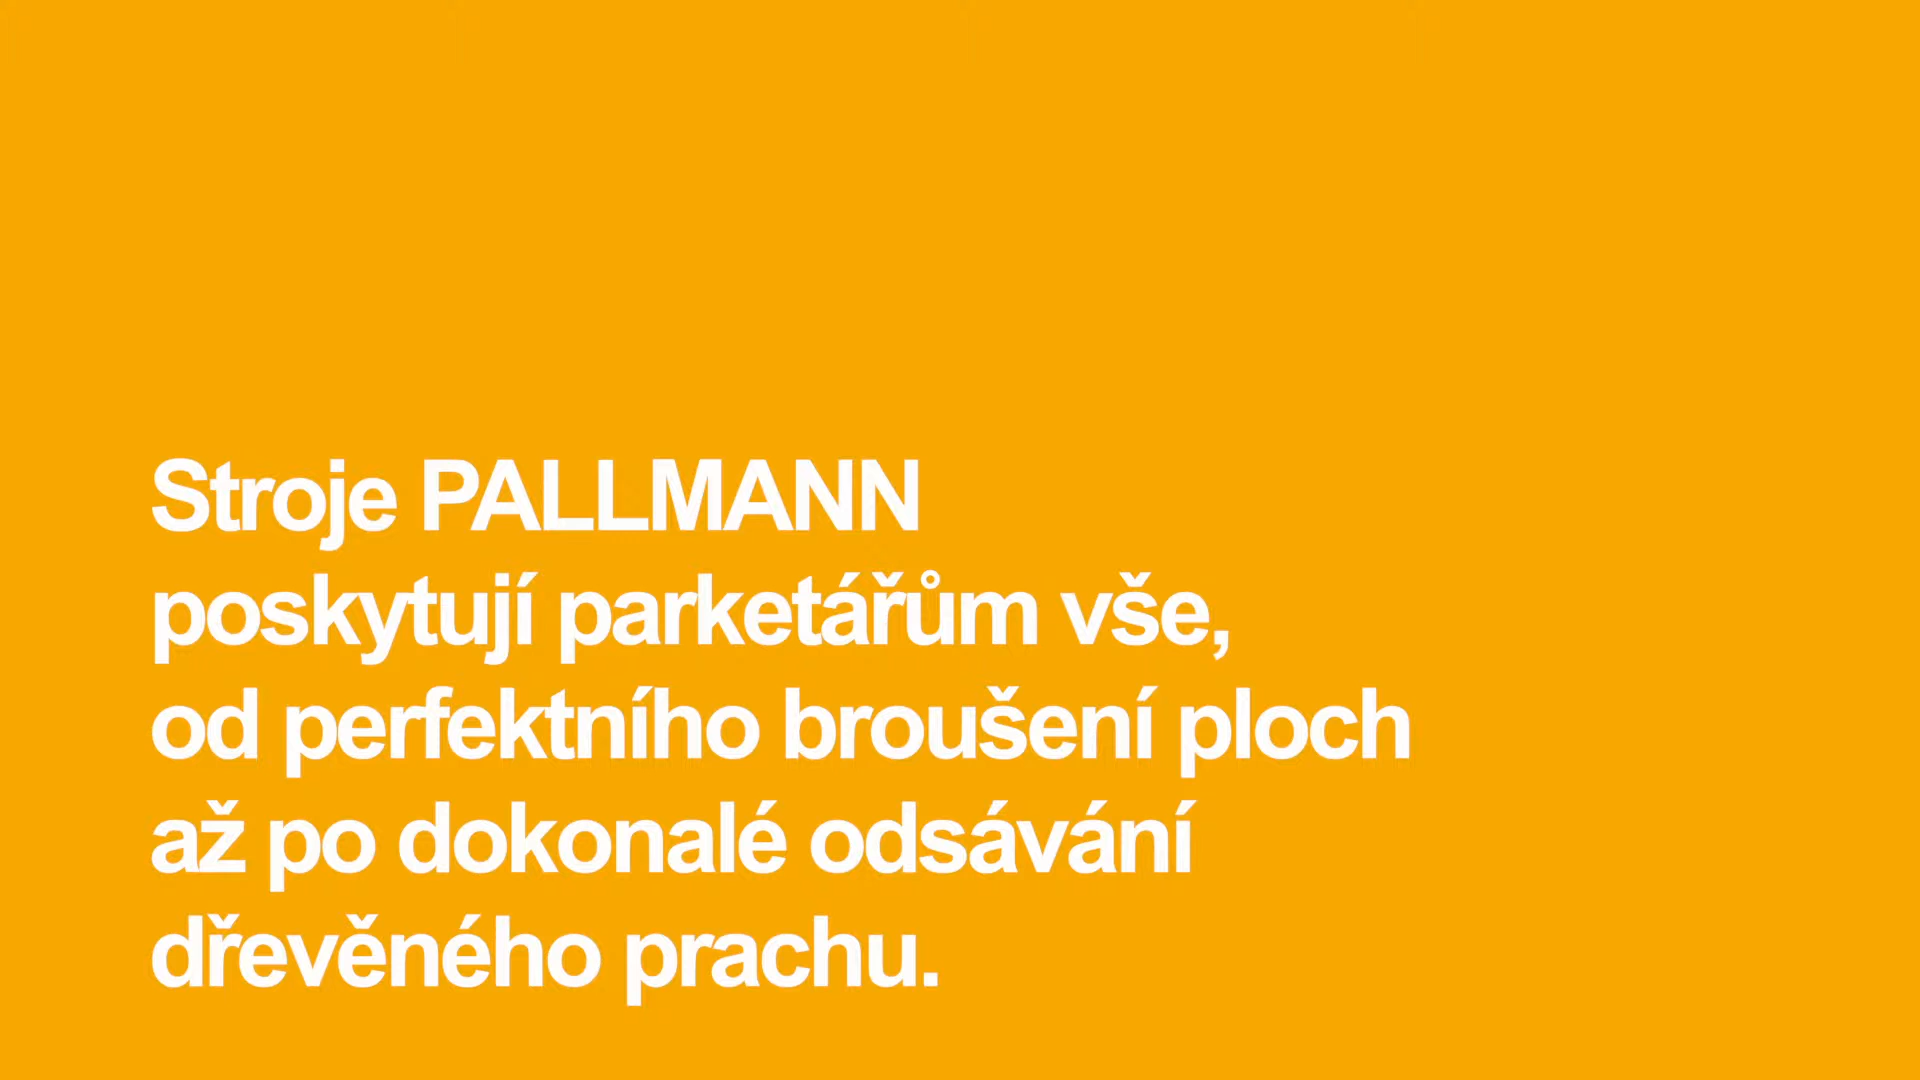 Stroje PALLMANN
poskytují parketářům vše,
od perfektního broušení ploch
až po dokonalé odsávání
dřevěného prachu.